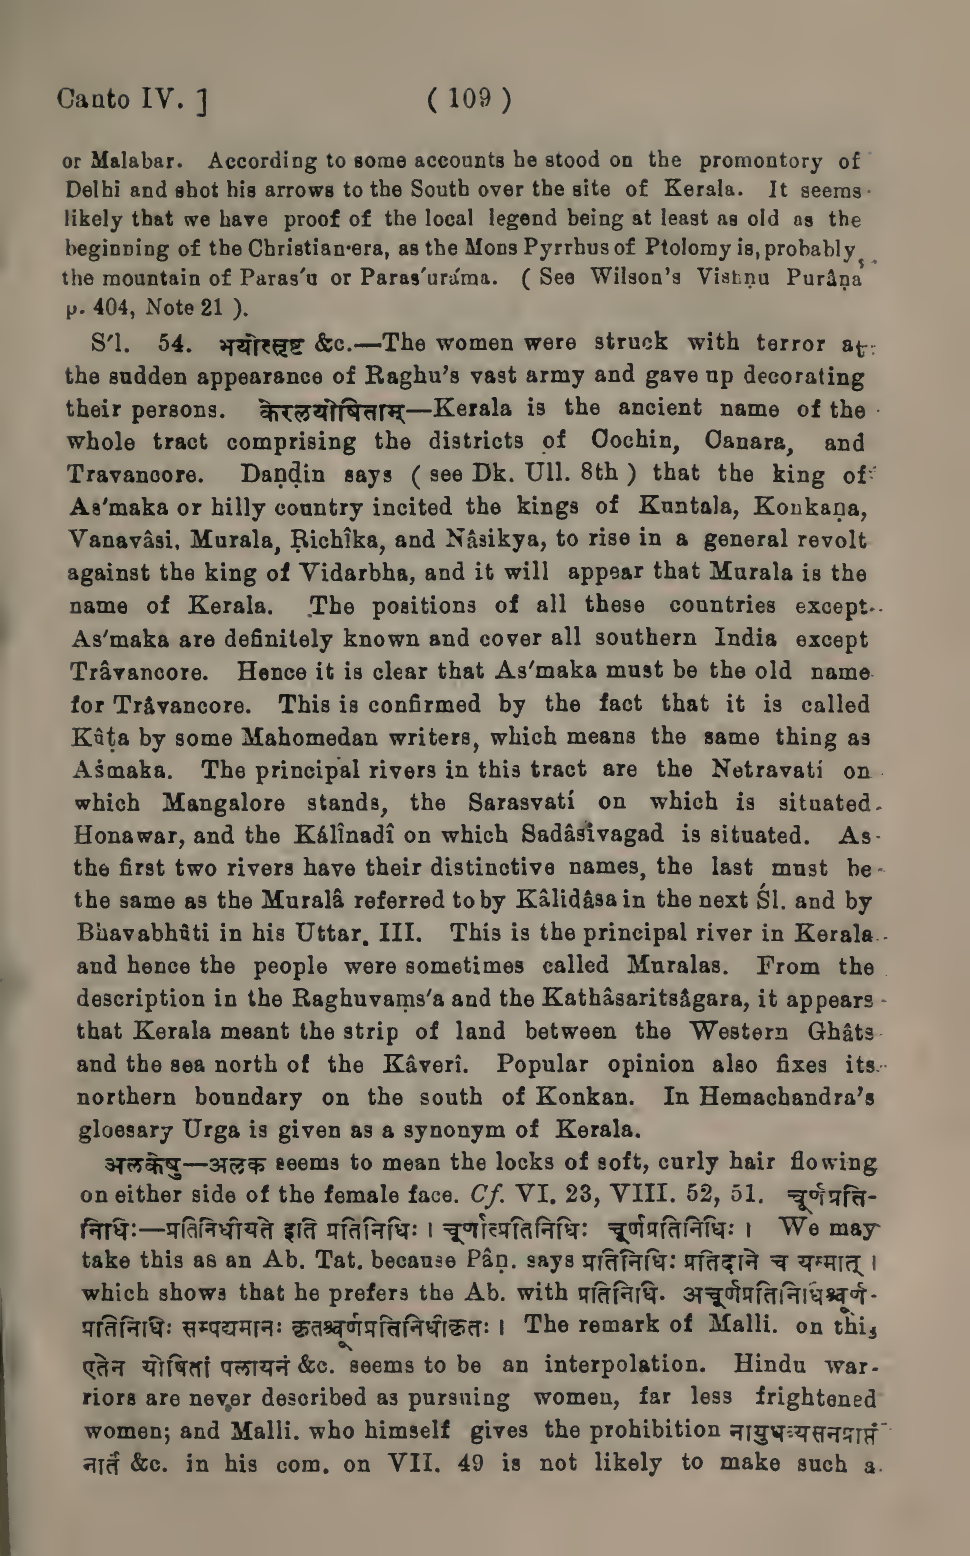 Canto IV. ] ( 109 )
or Malabar. According to some accounts he stood on the promontory of
Delhi and shot his arrows to the South over the site of Kerala. It seems
likely that we have proof of the local legend being at least as old as the
beginning of the Christian era, as the Mons Pyrrhus of Ptolomy is, probably,
the mountain of Paras'u or Paras'uráma. ( See Wilson's Vishṇu Purâṇa
p. 404, Note 21 ).
S'l. 54. भयोत्सृष्ट &c.—The women were struck with terror at
the sudden appearance of Raghu's vast army and gave up decorating
their persons. केरलयोषिताम्—Kerala is the ancient name of the
whole tract comprising the districts of Cochin, Canara, and
Travancore. Daṇḍin says ( see Dk. Ull. 8th ) that the king of
As'maka or hilly country incited the kings of Kuntala, Konkaṇa,
Vanavâsi, Murala, Ṛichîka, and Nâsikya, to rise in a general revolt
against the king of Vidarbha, and it will appear that Murala is the
name of Kerala. The positions of all these countries except
As'maka are definitely known and cover all southern India except
Trâvancore. Hence it is clear that As'maka must be the old name
for Trâvancore. This is confirmed by the fact that it is called
Kûṭa by some Mahomedan writers, which means the same thing as
Aśmaka. The principal rivers in this tract are the Netravatí on
which Mangalore stands, the Sarasvatí on which is situated
Honawar, and the Kálînadî on which Sadâsivagad is situated. As
the first two rivers have their distinctive names, the last must be
the same as the Muralâ referred to by Kâlidâsa in the next Śl. and by
Bhavabhûti in his Uttar. III. This is the principal river in Kerala
and hence the people were sometimes called Muralas. From the
description in the Raghuvaṃs'a and the Kathâsaritsâgara, it appears
that Kerala meant the strip of land between the Western Ghâts
and the sea north of the Kâverî. Popular opinion also fixes its
northern boundary on the south of Konkan. In Hemachandra's
gloesary Urga is given as a synonym of Kerala.
अलकेषु—अलक seems to mean the locks of soft, curly hair flowing
on either side of the female face. Cf. VI. 23, VIII. 52, 51. चूर्णप्रति-
निधिः—प्रतिनिधीयते इति प्रतिनिधिः । चूर्णात्प्रतिनिधिः चूर्णप्रतिनिधिः । We may
take this as an Ab. Tat. because Pâṇ. says प्रतिनिधिः प्रतिदाने च यस्मात् ।
which shows that he prefers the Ab. with प्रतिनिधि. अचूर्णप्रतिनिधिश्चूर्ण-
प्रतिनिधिः सम्पद्यमानः कृतश्चूर्णप्रतिनिधीकृतः । The remark of Malli. on this
एतेन योषितां पलायनं &c. seems to be an interpolation. Hindu war-
riors are never described as pursuing women, far less frightened
women; and Malli. who himself gives the prohibition नायुधव्यसनप्राप्तं
नार्तं &c. in his com. on VII. 49 is not likely to make such a